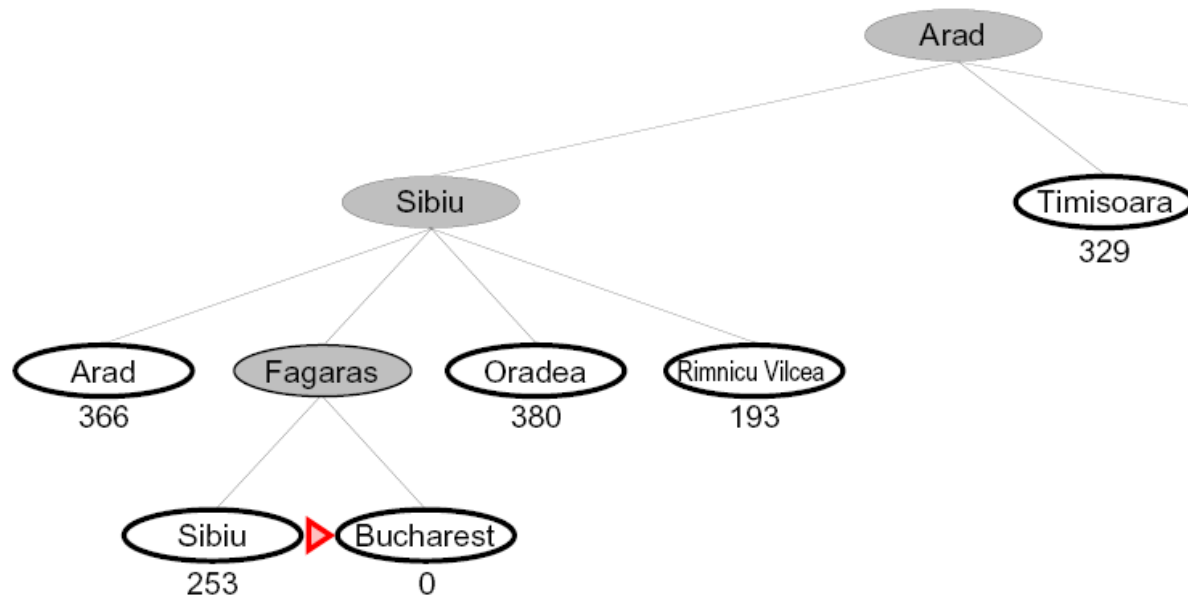 Arad
Sibiu
Timisoara
329
Arad
Fagaras
Oradea
Rimnicu Vilcea
366
380
193
Sibiu
Bucharest
253
0